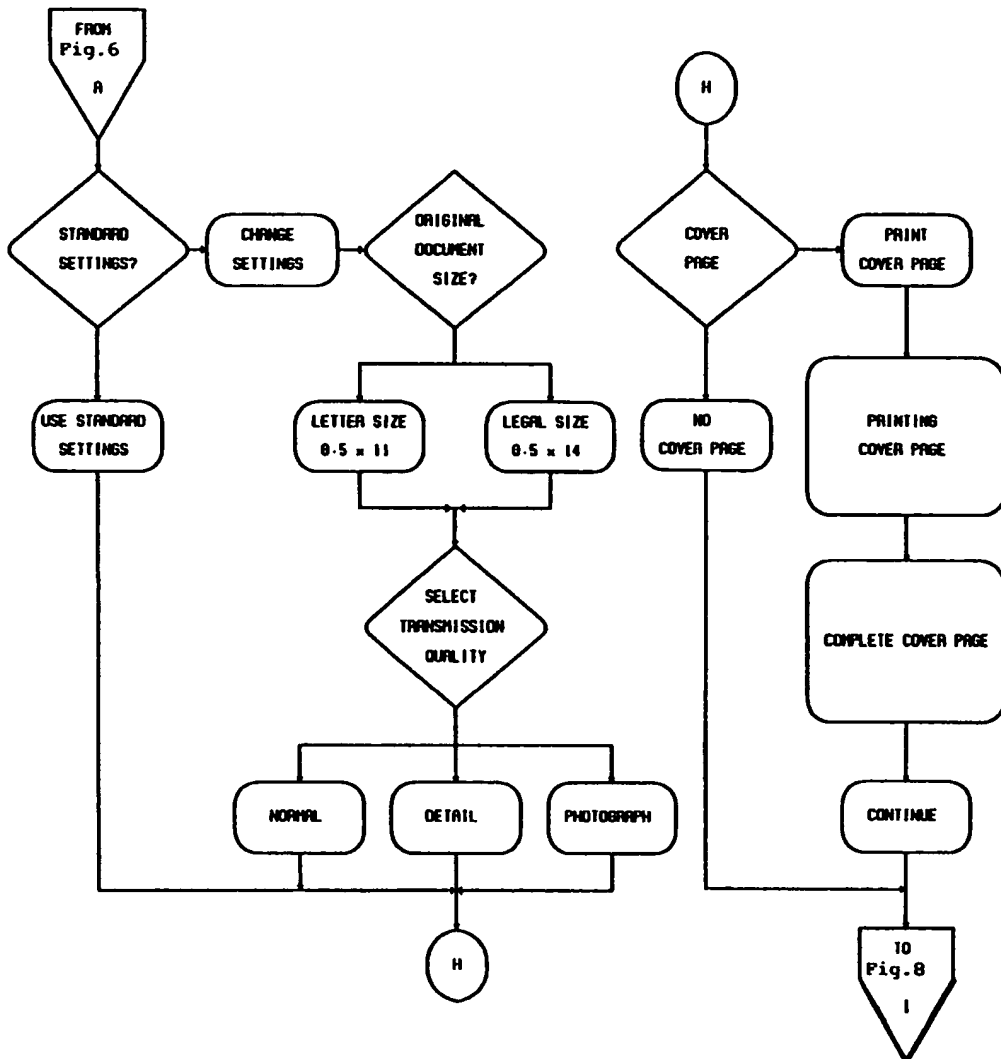 FROM
Fig.6
A
STANDARD
SETTINGS?
CHANGE
SETTINGS
ORIGINAL
DOCUMENT
SIZE?
USE STANDARD
SETTINGS
LETTER SIZE
8.5 x 11
LEGAL SIZE
8.5 x 14
SELECT
TRANSMISSION
QUALITY
NORMAL
DETAIL
PHOTOGRAPH
H
H
COVER
PAGE
PRINT
COVER PAGE
NO
COVER PAGE
PRINTING
COVER PAGE
COMPLETE COVER PAGE
CONTINUE
TO
Fig.8
I